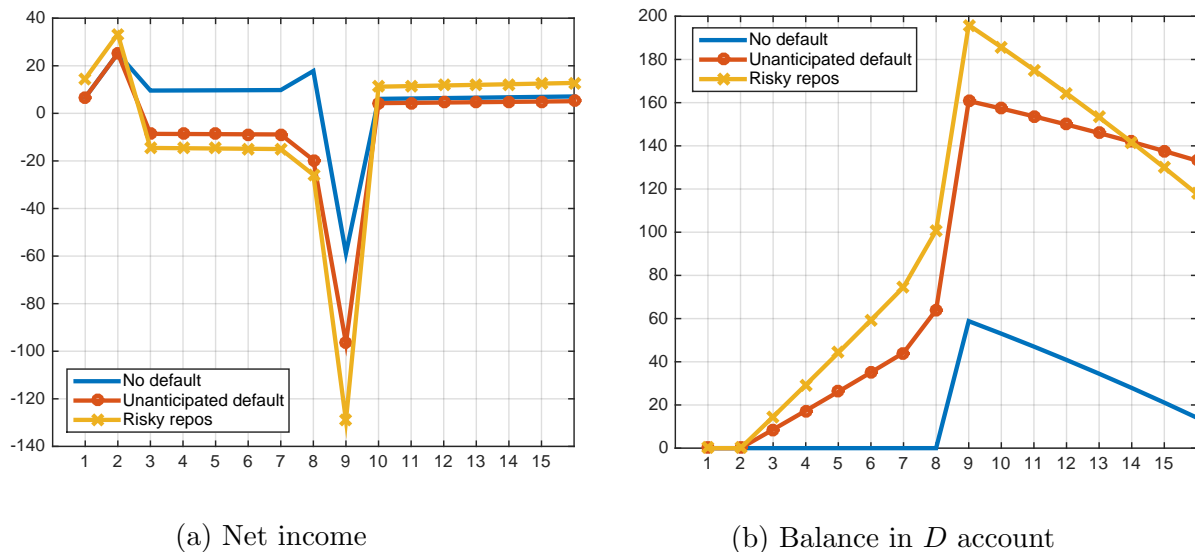 40
20
0
-20
-40
-60
-80
-100
-120
-140
No default
Unanticipated default
Risky repos
1 2 3 4 5 6 7 8 9 10 11 12 13 14 15
(a) Net income
200
180
160
140
120
100
80
60
40
20
0
No default
Unanticipated default
Risky repos
1 2 3 4 5 6 7 8 9 10 11 12 13 14 15
(b) Balance in D account